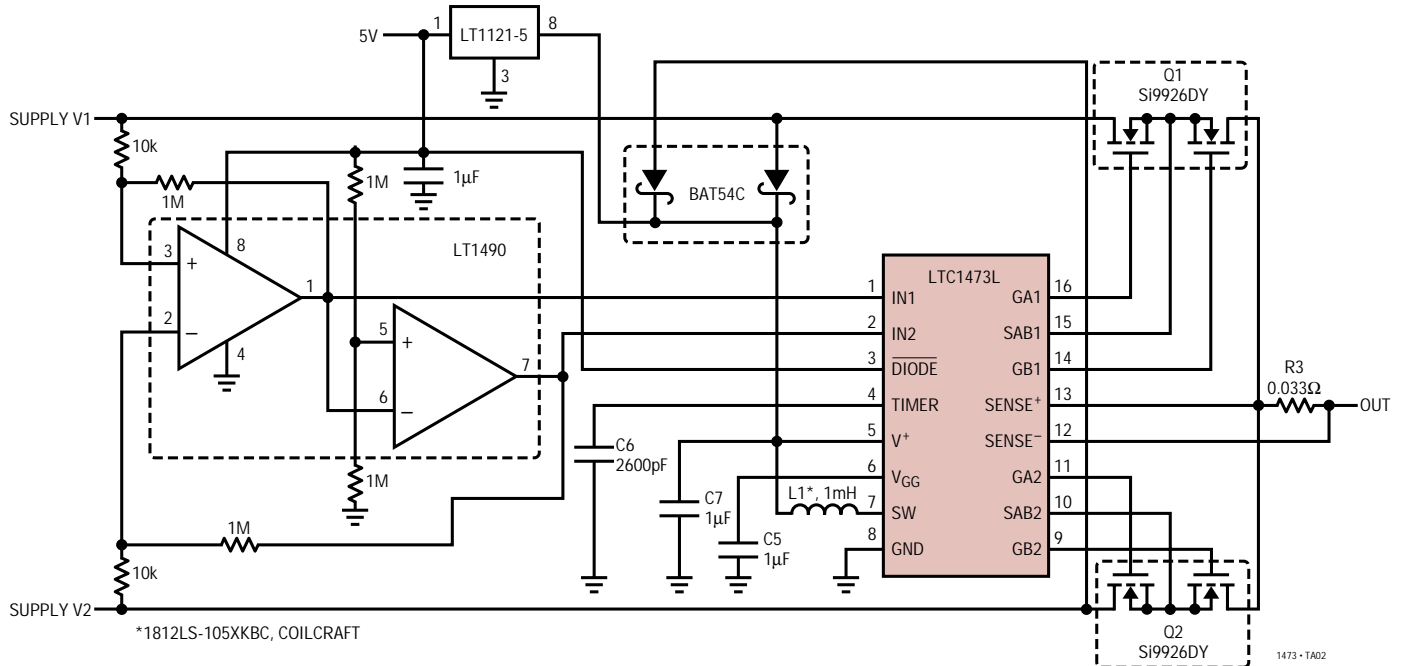 5V
1
LT1121-5
8
3
Q1
Si9926DY
SUPPLY V1
10k
1M
1M
1µF
BAT54C
LT1490
3
+
8
1
2
−
4
5
+
7
6
−
1M
LTC1473L
1
IN1
GA1
16
2
IN2
SAB1
15
3
DIODE
GB1
14
4
TIMER
SENSE+
13
5
V+
SENSE−
12
6
VGG
GA2
11
7
SW
SAB2
10
8
GND
GB2
9
R3
0.033Ω
OUT
C6
2600pF
C7
1µF
L1*, 1mH
C5
1µF
1M
10k
SUPPLY V2
*1812LS-105XKBC, COILCRAFT
Q2
Si9926DY
1473 • TA02